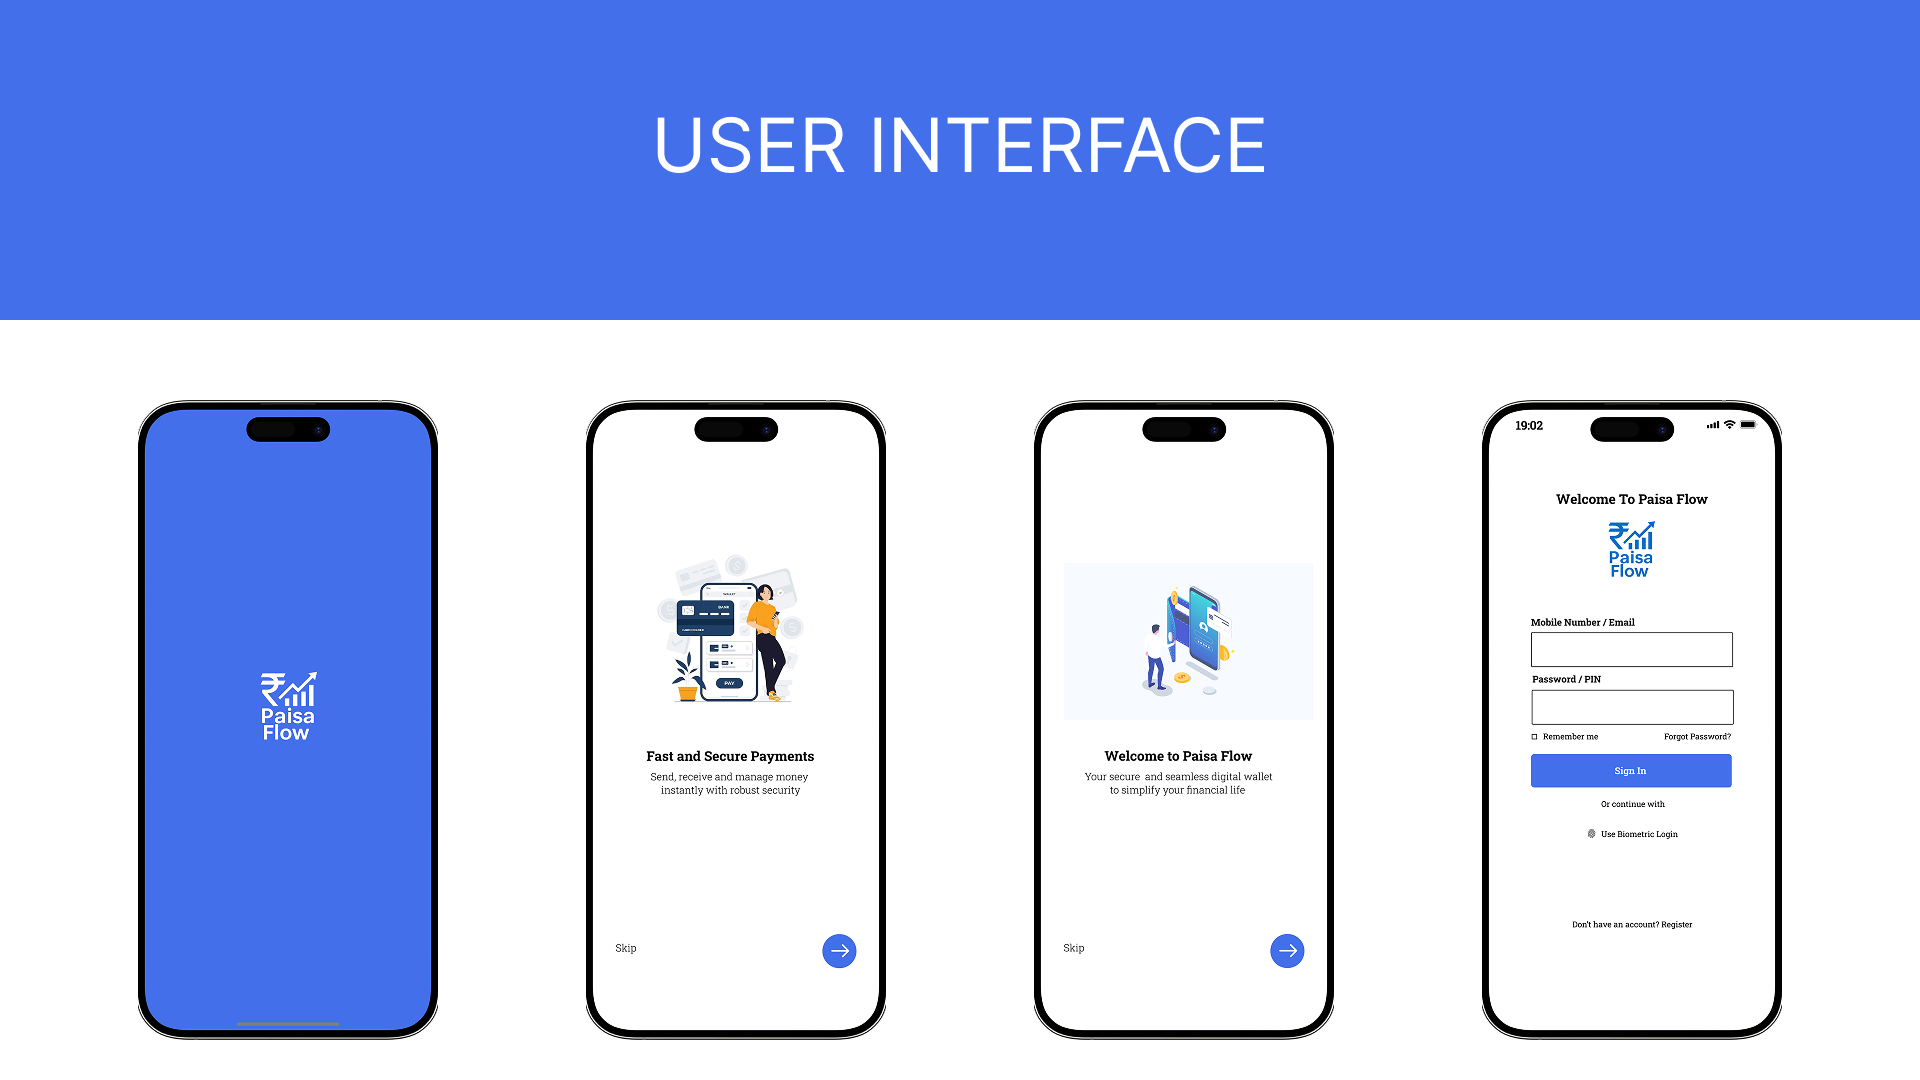 USER INTERFACE
Paisa
Flow
WALLET
BANK
PAY
Fast and Secure Payments
Send, receive and manage money
instantly with robust security
Skip
Welcome to Paisa Flow
Your secure  and seamless digital wallet
to simplify your financial life
Skip
19:02
Welcome To Paisa Flow
Paisa
Flow
Mobile Number / Email
Password / PIN
Remember me
Forgot Password?
Sign In
Or continue with
Use Biometric Login
Don't have an account? Register